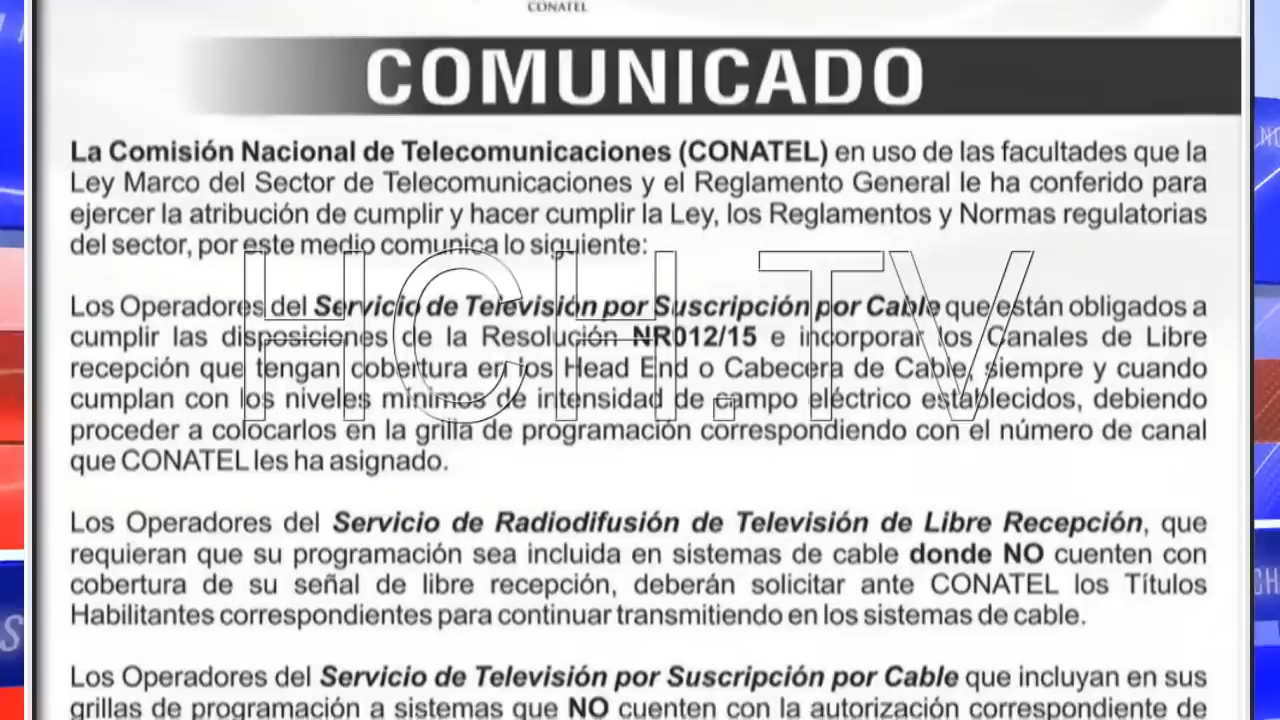 CONATEL
COMUNICADO
La Comisión Nacional de Telecomunicaciones (CONATEL) en uso de las facultades que la
Ley Marco del Sector de Telecomunicaciones y el Reglamento General le ha conferido para
ejercer la atribución de cumplir y hacer cumplir la Ley, los Reglamentos y Normas regulatorias
del sector, por este medio comunica lo siguiente:
HCH.TV
Los Operadores del Servicio de Televisión por Suscripción por Cable que están obligados a
cumplir las disposiciones de la Resolución NR012/15 e incorporar los Canales de Libre
recepción que tengan cobertura en los Head End o Cabecera de Cable, siempre y cuando
cumplan con los niveles mínimos de intensidad de campo eléctrico establecidos, debiendo
proceder a colocarlos en la grilla de programación correspondiendo con el número de canal
que CONATEL les ha asignado.
Los Operadores del Servicio de Radiodifusión de Televisión de Libre Recepción, que
requieran que su programación sea incluida en sistemas de cable donde NO cuenten con
cobertura de su señal de libre recepción, deberán solicitar ante CONATEL los Títulos
Habilitantes correspondientes para continuar transmitiendo en los sistemas de cable.
Los Operadores del Servicio de Televisión por Suscripción por Cable que incluyan en sus
grillas de programación a sistemas que NO cuenten con la autorización correspondiente de